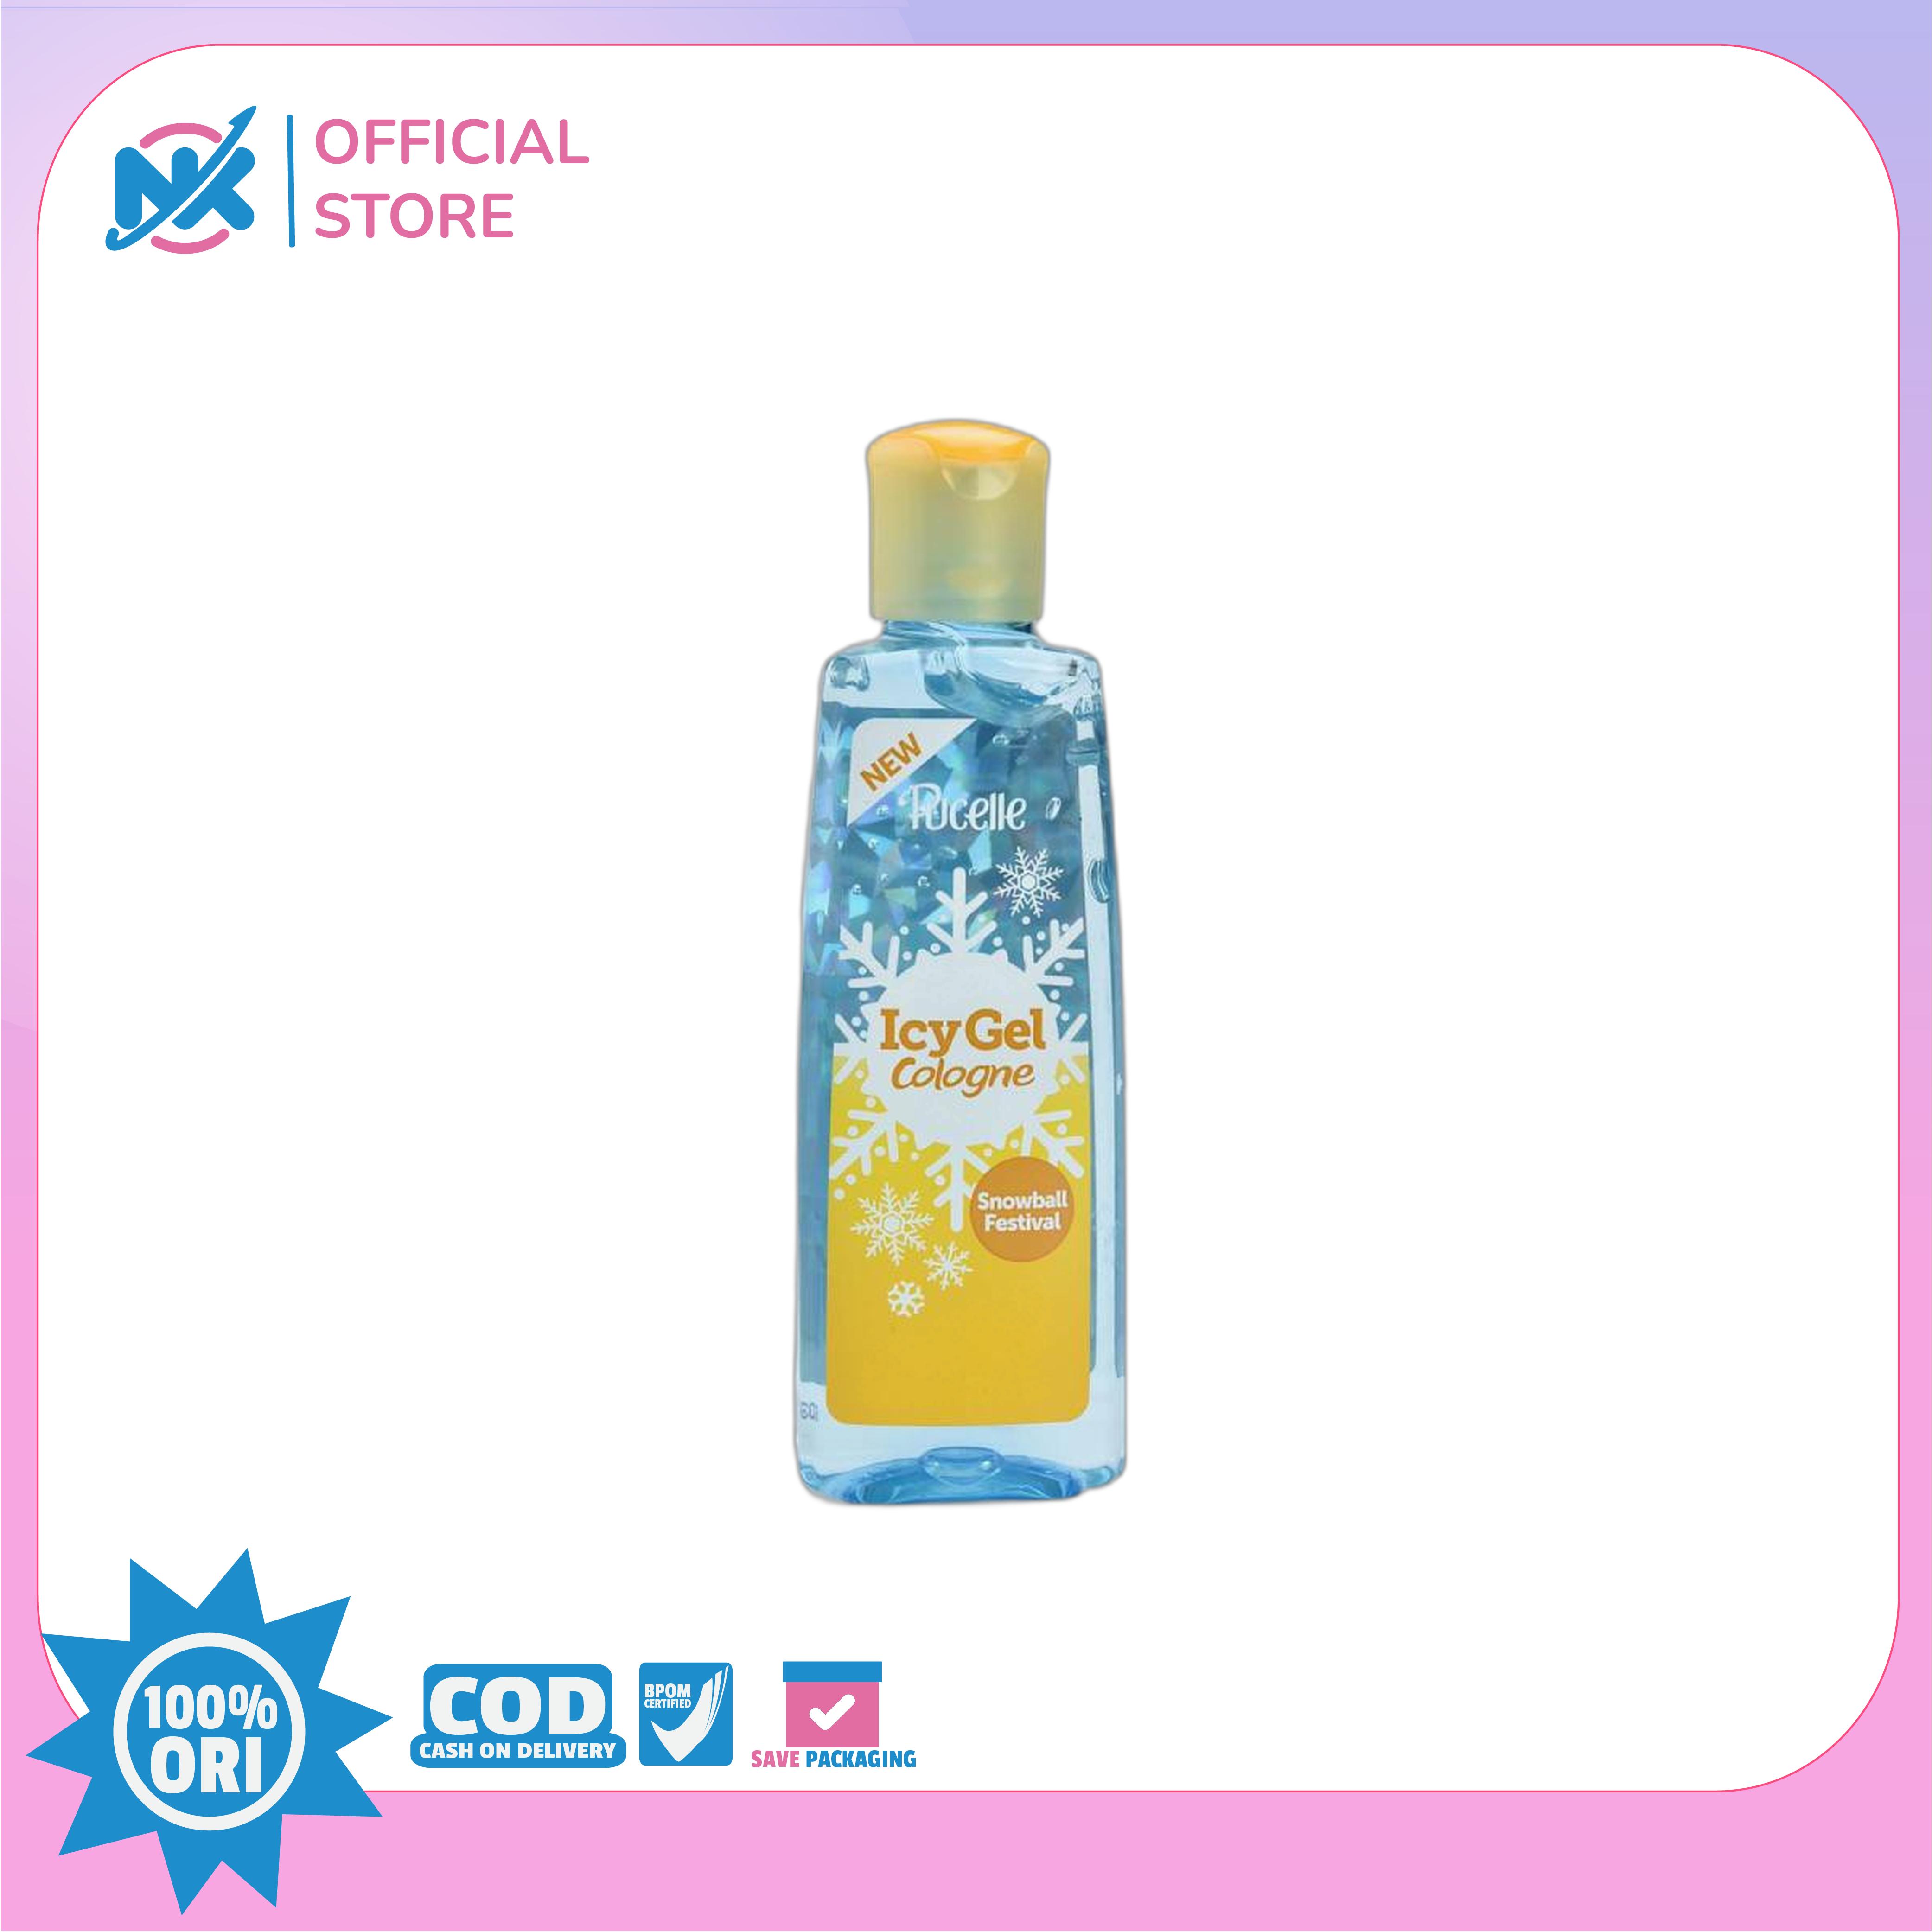 NK
OFFICIAL
STORE
NEW
Pucelle
Icy Gel
Cologne
Snowball
Festival
100%
ORI
COD
CASH ON DELIVERY
BPOM
CERTIFIED
SAVE PACKAGING